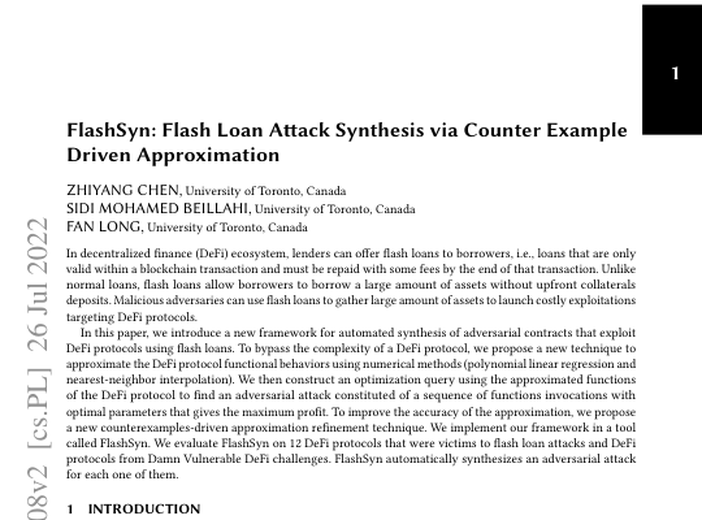 1
FlashSyn: Flash Loan Attack Synthesis via Counter Example
Driven Approximation
ZHIYANG CHEN, University of Toronto, Canada
SIDI MOHAMED BEILLAHI, University of Toronto, Canada
FAN LONG, University of Toronto, Canada
In decentralized finance (DeFi) ecosystem, lenders can offer flash loans to borrowers, i.e., loans that are only
valid within a blockchain transaction and must be repaid with some fees by the end of that transaction. Unlike
normal loans, flash loans allow borrowers to borrow a large amount of assets without upfront collaterals
deposits. Malicious adversaries can use flash loans to gather large amount of assets to launch costly exploitations
targeting DeFi protocols.
In this paper, we introduce a new framework for automated synthesis of adversarial contracts that exploit
DeFi protocols using flash loans. To bypass the complexity of a DeFi protocol, we propose a new technique to
approximate the DeFi protocol functional behaviors using numerical methods (polynomial linear regression and
nearest-neighbor interpolation). We then construct an optimization query using the approximated functions
of the DeFi protocol to find an adversarial attack constituted of a sequence of functions invocations with
optimal parameters that gives the maximum profit. To improve the accuracy of the approximation, we propose
a new counterexamples-driven approximation refinement technique. We implement our framework in a tool
called FlashSyn. We evaluate FlashSyn on 12 DeFi protocols that were victims to flash loan attacks and DeFi
protocols from Damn Vulnerable DeFi challenges. FlashSyn automatically synthesizes an adversarial attack
for each one of them.
1 INTRODUCTION
08v2 [cs.PL] 26 Jul 2022